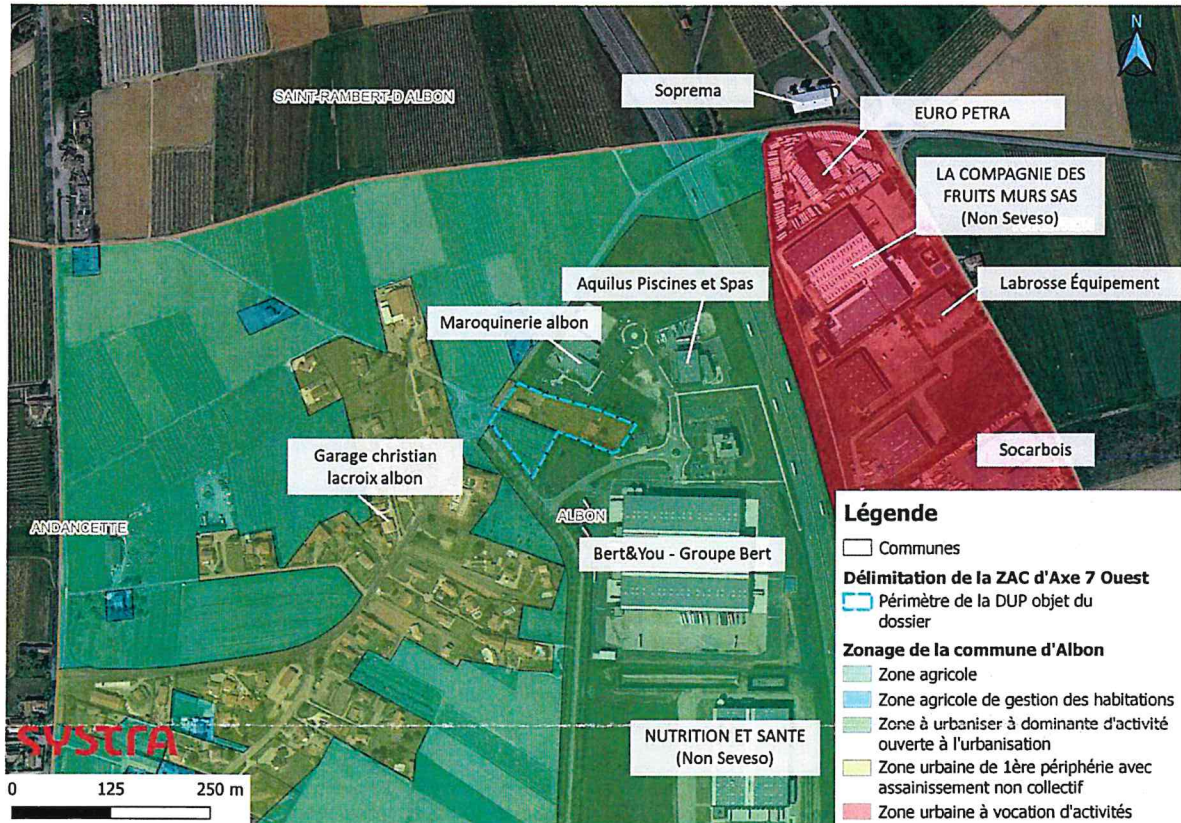 N
SAINT-RAMBERT-D ALBON
Soprema
EURO PETRA
LA COMPAGNIE DES
FRUITS MURS SAS
(Non Seveso)
Aquilus Piscines et Spas
Labrosse Équipement
Maroquinerie albon
Garage christian
lacroix albon
Socarbois
ANDANCETTE
ALBON
Bert&You - Groupe Bert
NUTRITION ET SANTE
(Non Seveso)
SYSTRA
0 125 250 m
Légende
Communes
Délimitation de la ZAC d'Axe 7 Ouest
Périmètre de la DUP objet du
dossier
Zonage de la commune d'Albon
Zone agricole
Zone agricole de gestion des habitations
Zone à urbaniser à dominante d'activité
ouverte à l'urbanisation
Zone urbaine de 1ère périphérie avec
assainissement non collectif
Zone urbaine à vocation d'activités